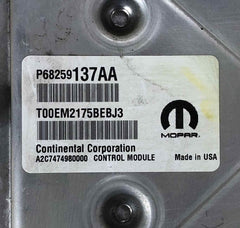 P68259137AA
T00EM2175BEBJ3
MOPAR
Continental Corporation
A2C7474980000 CONTROL MODULE Made in USA